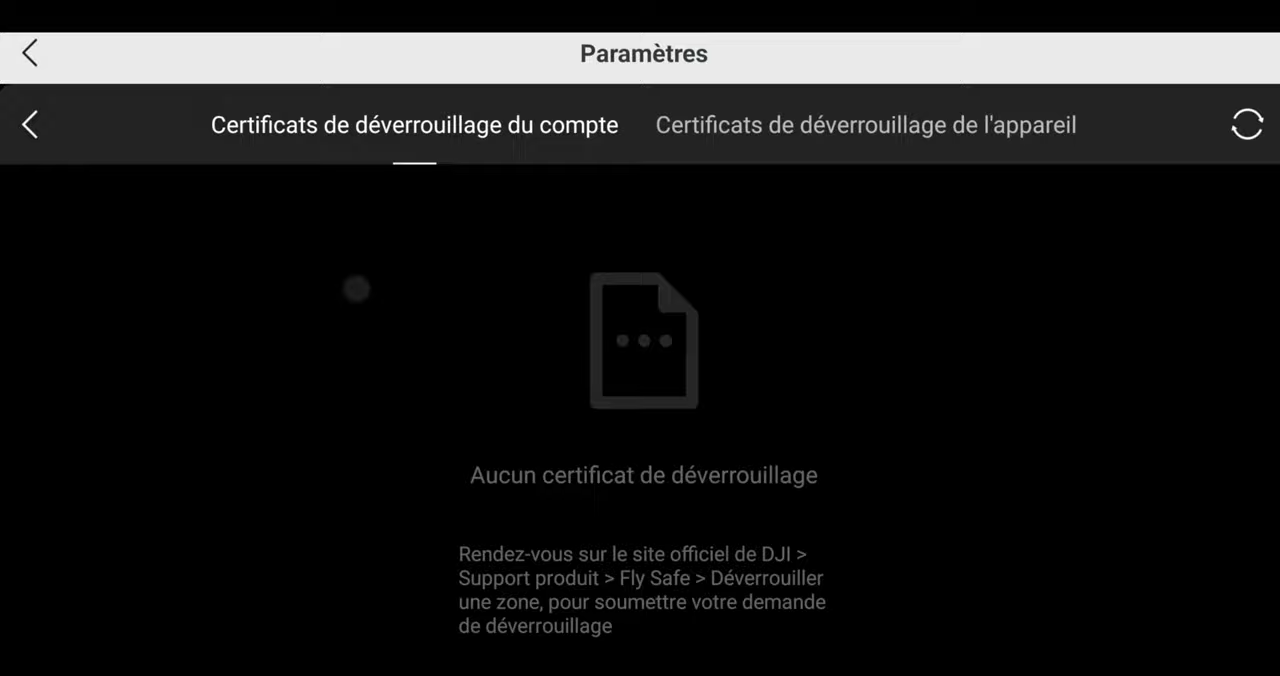 Paramètres
Certificats de déverrouillage du compte
Certificats de déverrouillage de l'appareil
Aucun certificat de déverrouillage
Rendez-vous sur le site officiel de DJI >
Support produit > Fly Safe > Déverrouiller
une zone, pour soumettre votre demande
de déverrouillage